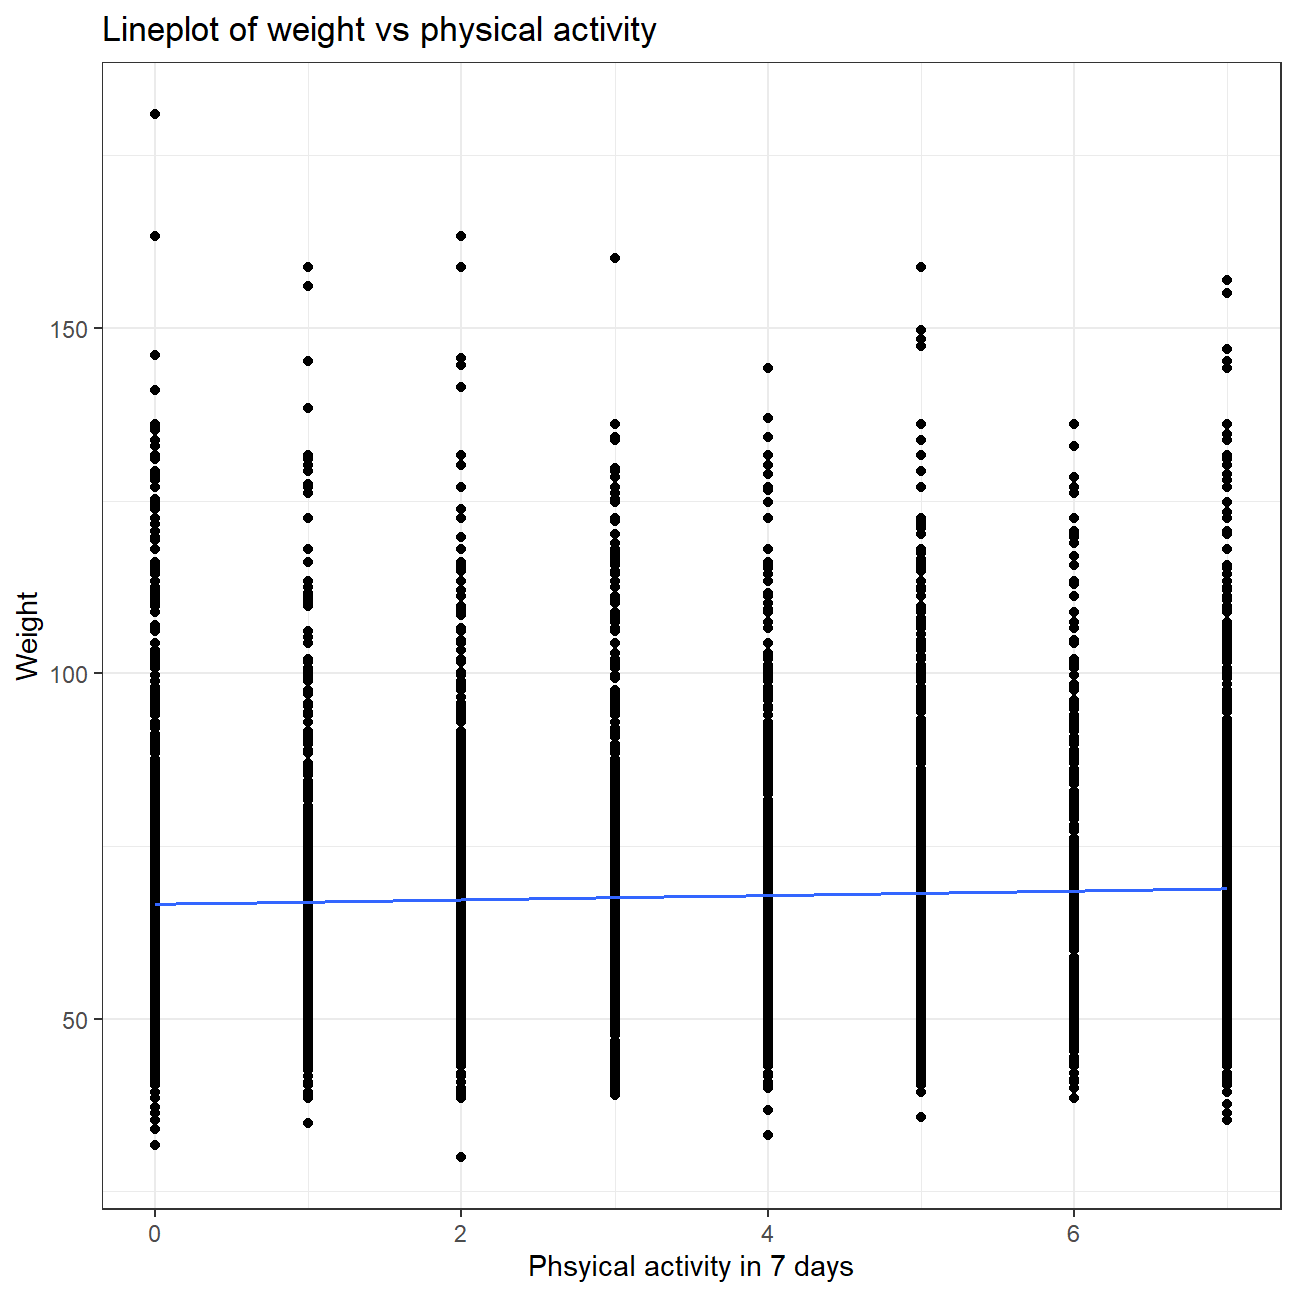 Lineplot of weight vs physical activity
150
100
50
Weight
0 2 4 6
Phsyical activity in 7 days